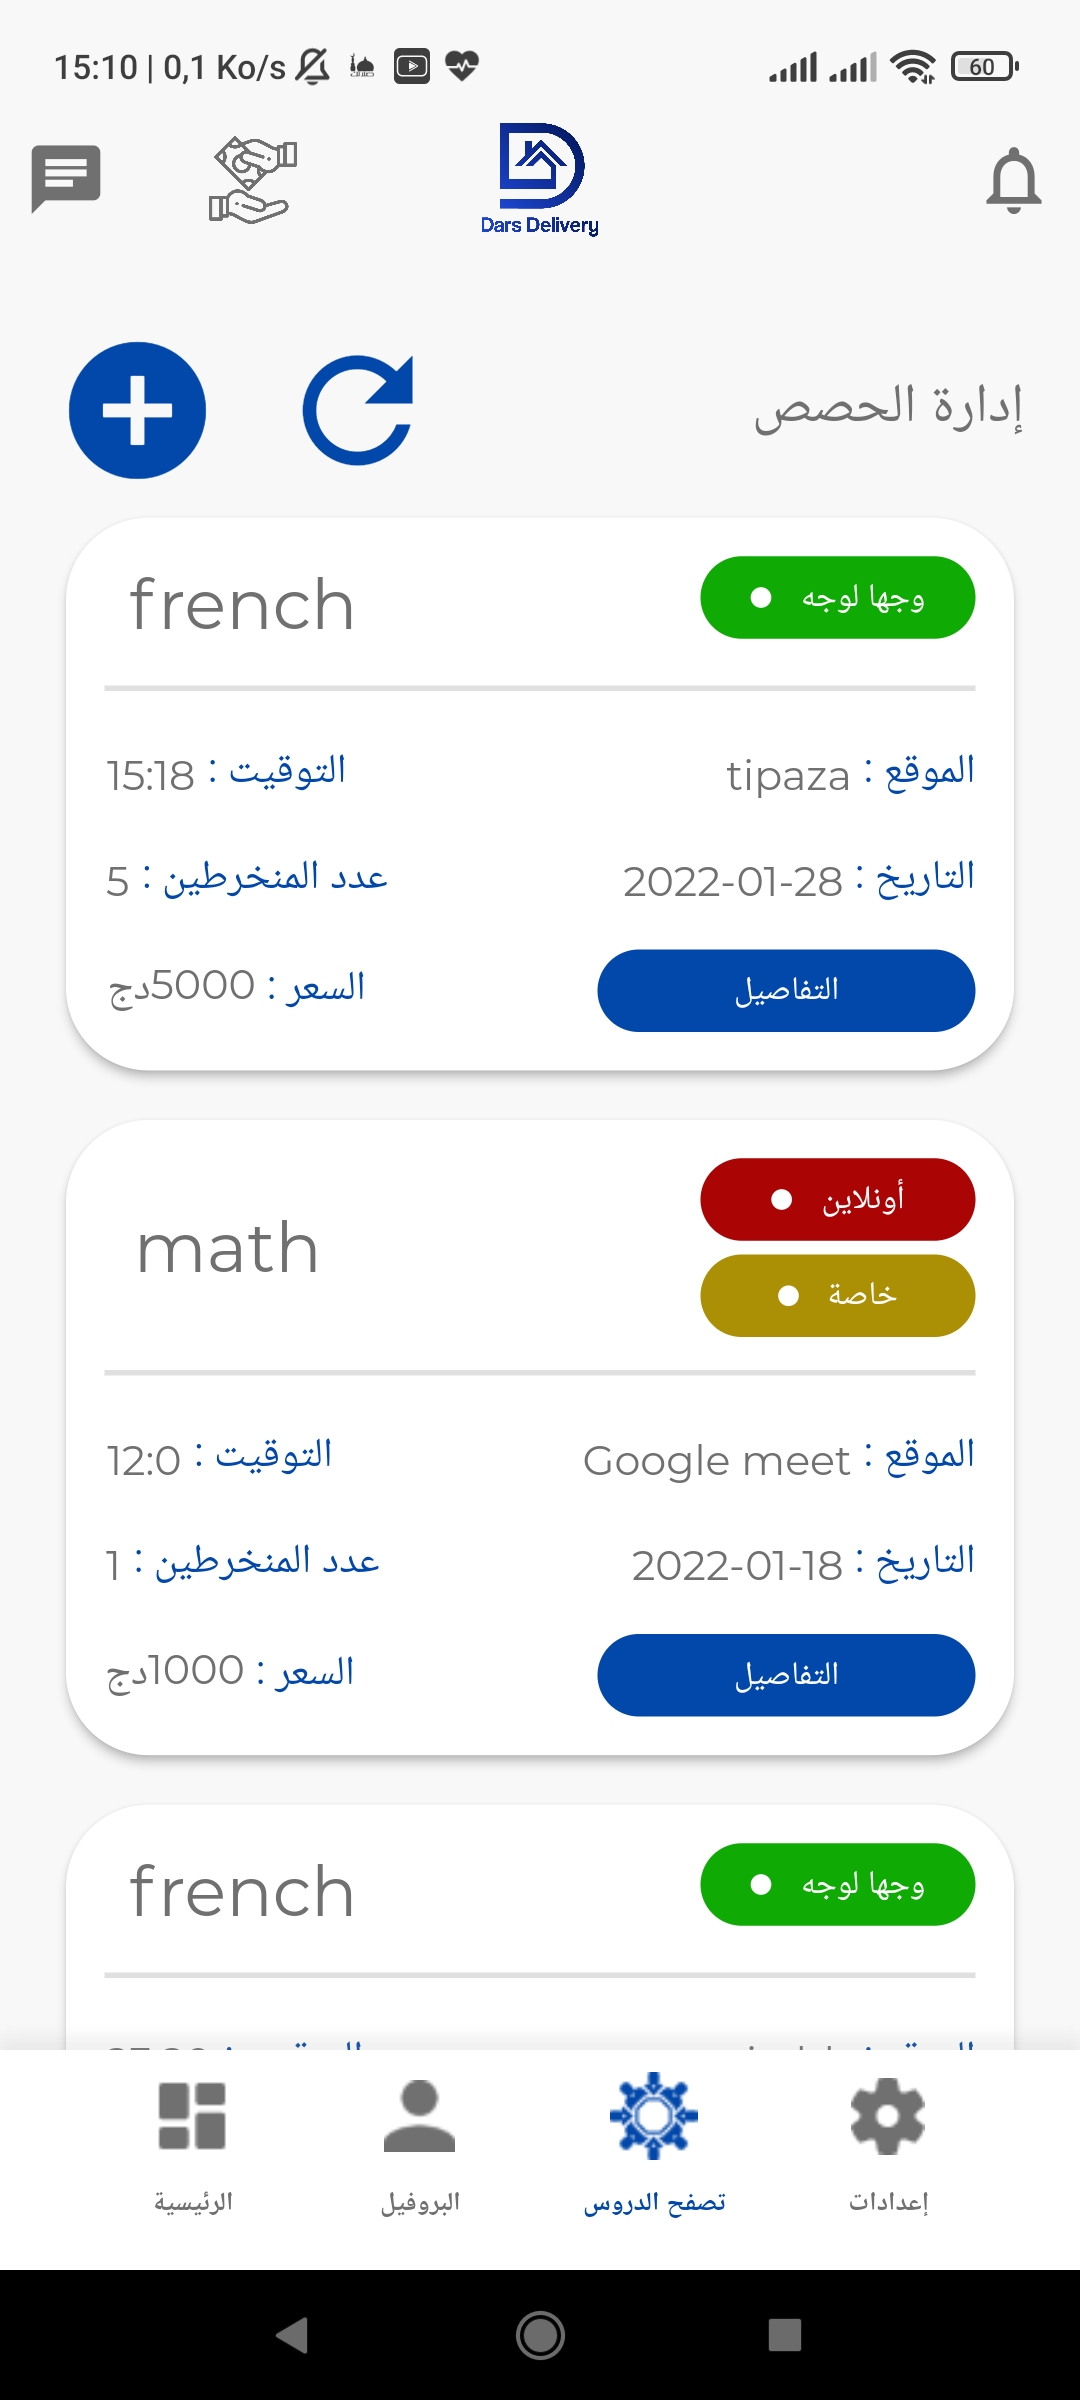 15:10 | 0,1 Ko/s
60
Dars Delivery
إدارة الحصص
french
وجها لوجه
الموقع : tipaza
التوقيت : 15:18
التاريخ : 2022-01-28
عدد المنخرطين : 5
التفاصيل
السعر : 5000دج
math
أونلاين
خاصة
الموقع : Google meet
التوقيت : 12:0
التاريخ : 2022-01-18
عدد المنخرطين : 1
التفاصيل
السعر : 1000دج
french
وجها لوجه
إعدادات
تصفح الدروس
البروفيل
الرئيسية